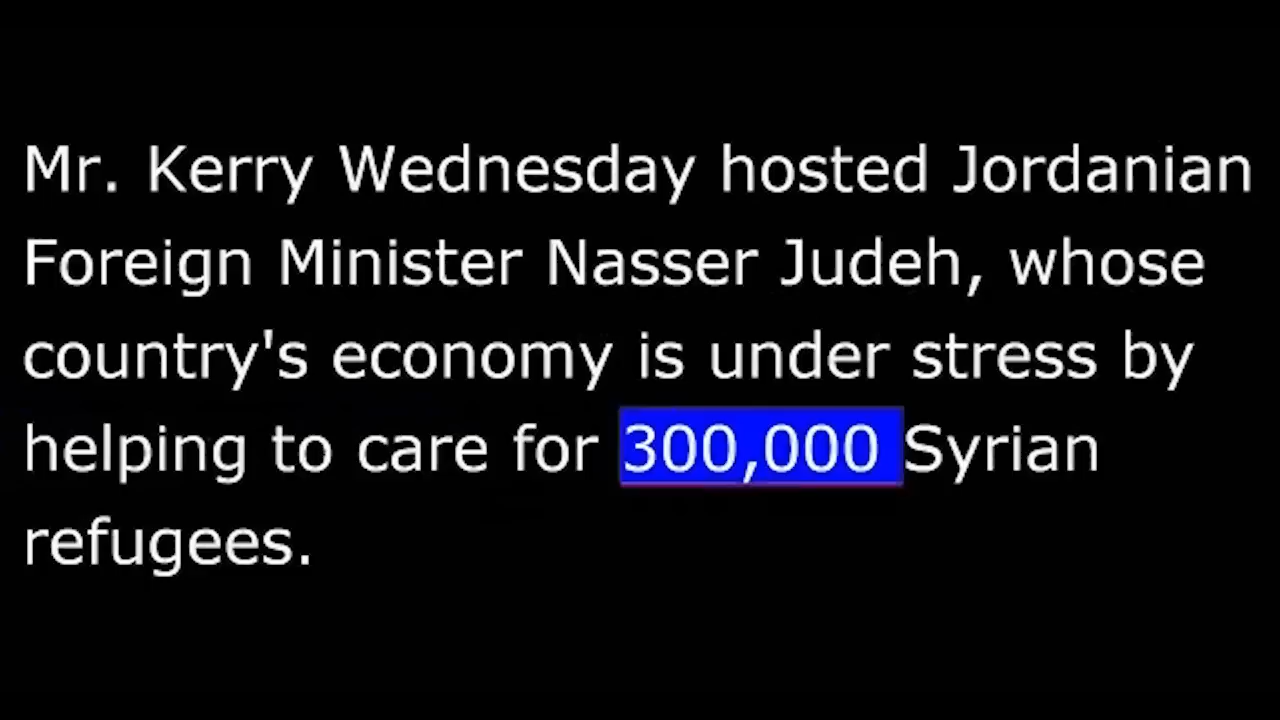 Mr. Kerry Wednesday hosted Jordanian
Foreign Minister Nasser Judeh, whose
country's economy is under stress by
helping to care for 300,000 Syrian
refugees.